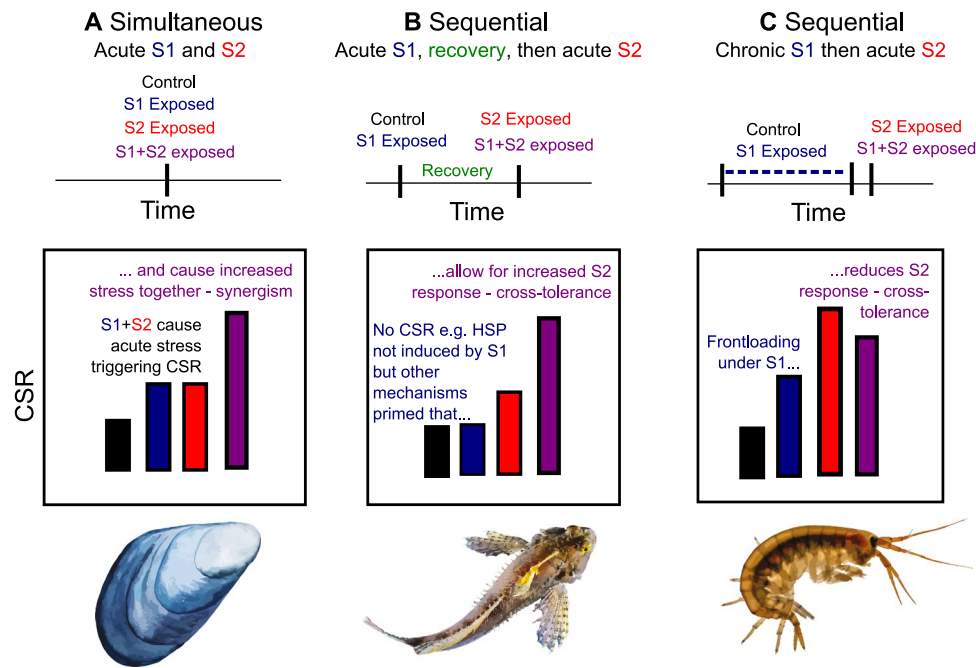 A Simultaneous
Acute S1 and S2
Control
S1 Exposed
S2 Exposed
S1+S2 exposed
Time
... and cause increased
stress together - synergism
S1+S2 cause
acute stress
triggering CSR
CSR
B Sequential
Acute S1, recovery, then acute S2
Control
S1 Exposed
S2 Exposed
S1+S2 exposed
Recovery
Time
...allow for increased S2
response - cross-tolerance
No CSR e.g. HSP
not induced by S1
but other
mechanisms
primed that...
C Sequential
Chronic S1 then acute S2
Control
S1 Exposed
S2 Exposed
S1+S2 exposed
Time
...reduces S2
response - cross-
tolerance
Frontloading
under S1...